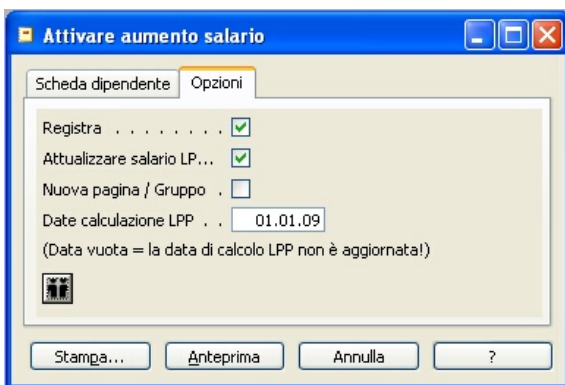 Attivare aumento salario
Scheda dipendente Opzioni
Registra . . . . . . . .
Attualizzare salario LP...
Nuova pagina / Gruppo .
Date calculazione LPP . . 01.01.09
(Data vuota = la data di calcolo LPP non è aggiornata!)
Stampa... Anteprima Annulla ?